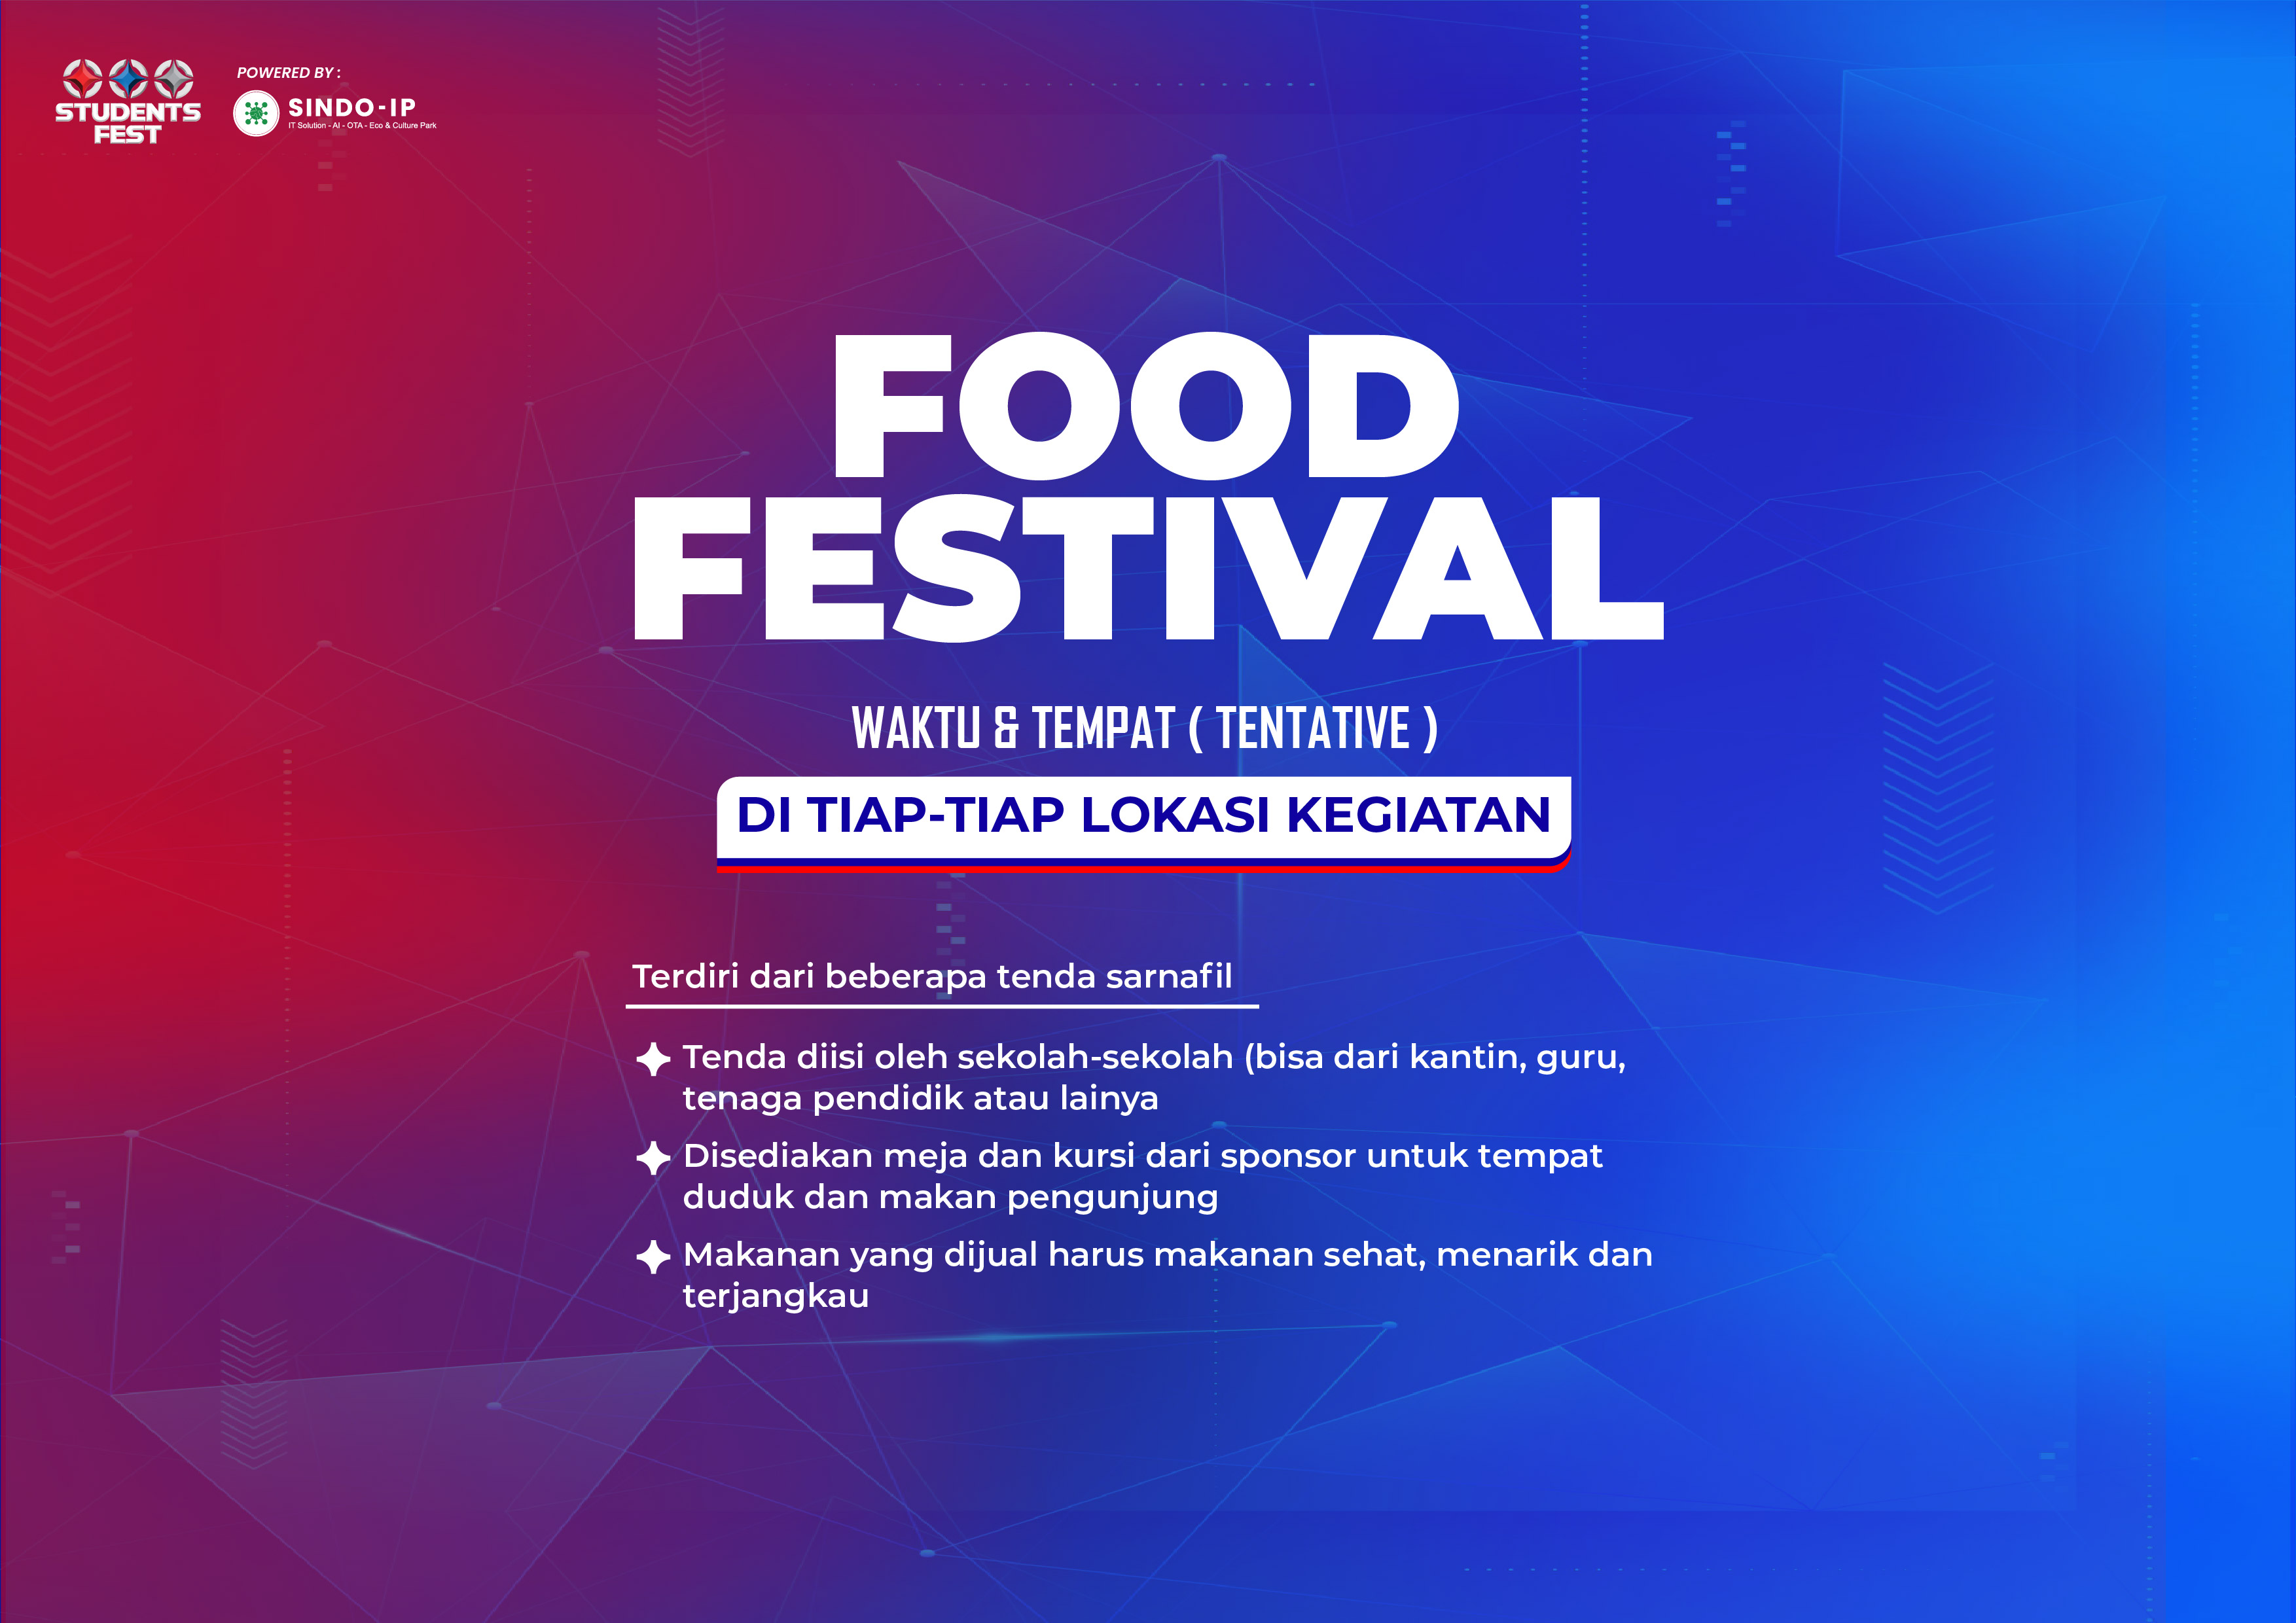 STUDENTS
FEST
POWERED BY :
SINDO-IP
IT Solution - AI - OTA - Eco & Culture Park
FOOD
FESTIVAL
WAKTU & TEMPAT ( TENTATIVE )
DI TIAP-TIAP LOKASI KEGIATAN
Terdiri dari beberapa tenda sarnafil
Tenda diisi oleh sekolah-sekolah (bisa dari kantin, guru,
tenaga pendidik atau lainya
Disediakan meja dan kursi dari sponsor untuk tempat
duduk dan makan pengunjung
Makanan yang dijual harus makanan sehat, menarik dan
terjangkau